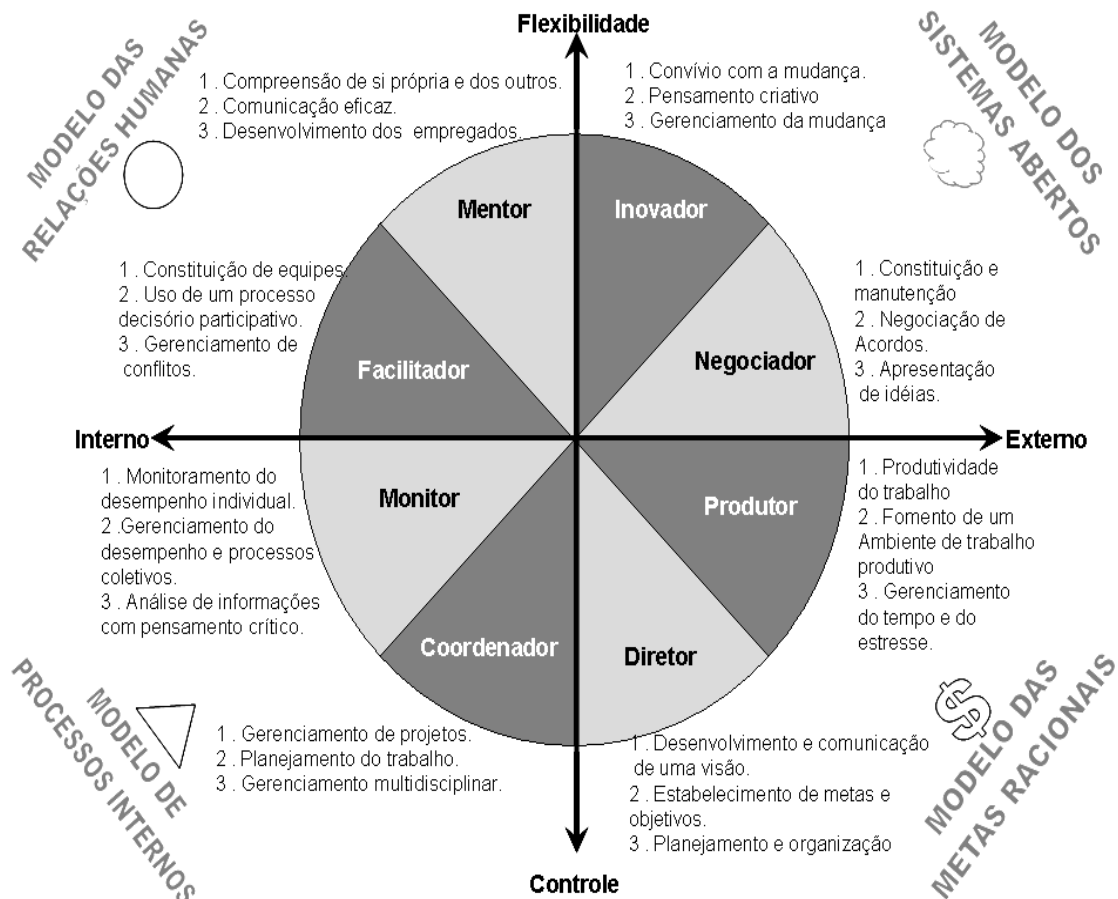 Flexibilidade
MODELO DAS
RELAÇÕES HUMANAS
1 . Compreensão de si própria e dos outros.
2 . Comunicação eficaz.
3 . Desenvolvimento dos empregados.
1 . Convívio com a mudança.
2 . Pensamento criativo
3 . Gerenciamento da mudança
MODELO DOS
SISTEMAS ABERTOS
Mentor
Inovador
1 . Constituição de equipes.
2 . Uso de um processo
decisório participativo.
3 . Gerenciamento de
conflitos.
Facilitador
Negociador
1 . Constituição e
manutenção
2 . Negociação de
Acordos.
3 . Apresentação
de idéias.
Interno
Externo
1 . Monitoramento do
desempenho individual.
2 .Gerenciamento do
desempenho e processos
coletivos.
3 . Análise de informações
com pensamento crítico.
Monitor
Produtor
1 . Produtividade
do trabalho
2 . Fomento de um
Ambiente de trabalho
produtivo
3 . Gerenciamento
do tempo e do
estresse.
Coordenador
Diretor
MODELO DE
PROCESSOS INTERNOS
1 . Gerenciamento de projetos.
2 . Planejamento do trabalho.
3 . Gerenciamento multidisciplinar.
1 . Desenvolvimento e comunicação
de uma visão.
2 . Estabelecimento de metas e
objetivos.
3 . Planejamento e organização
$
MODELO DAS
METAS RACIONAIS
Controle